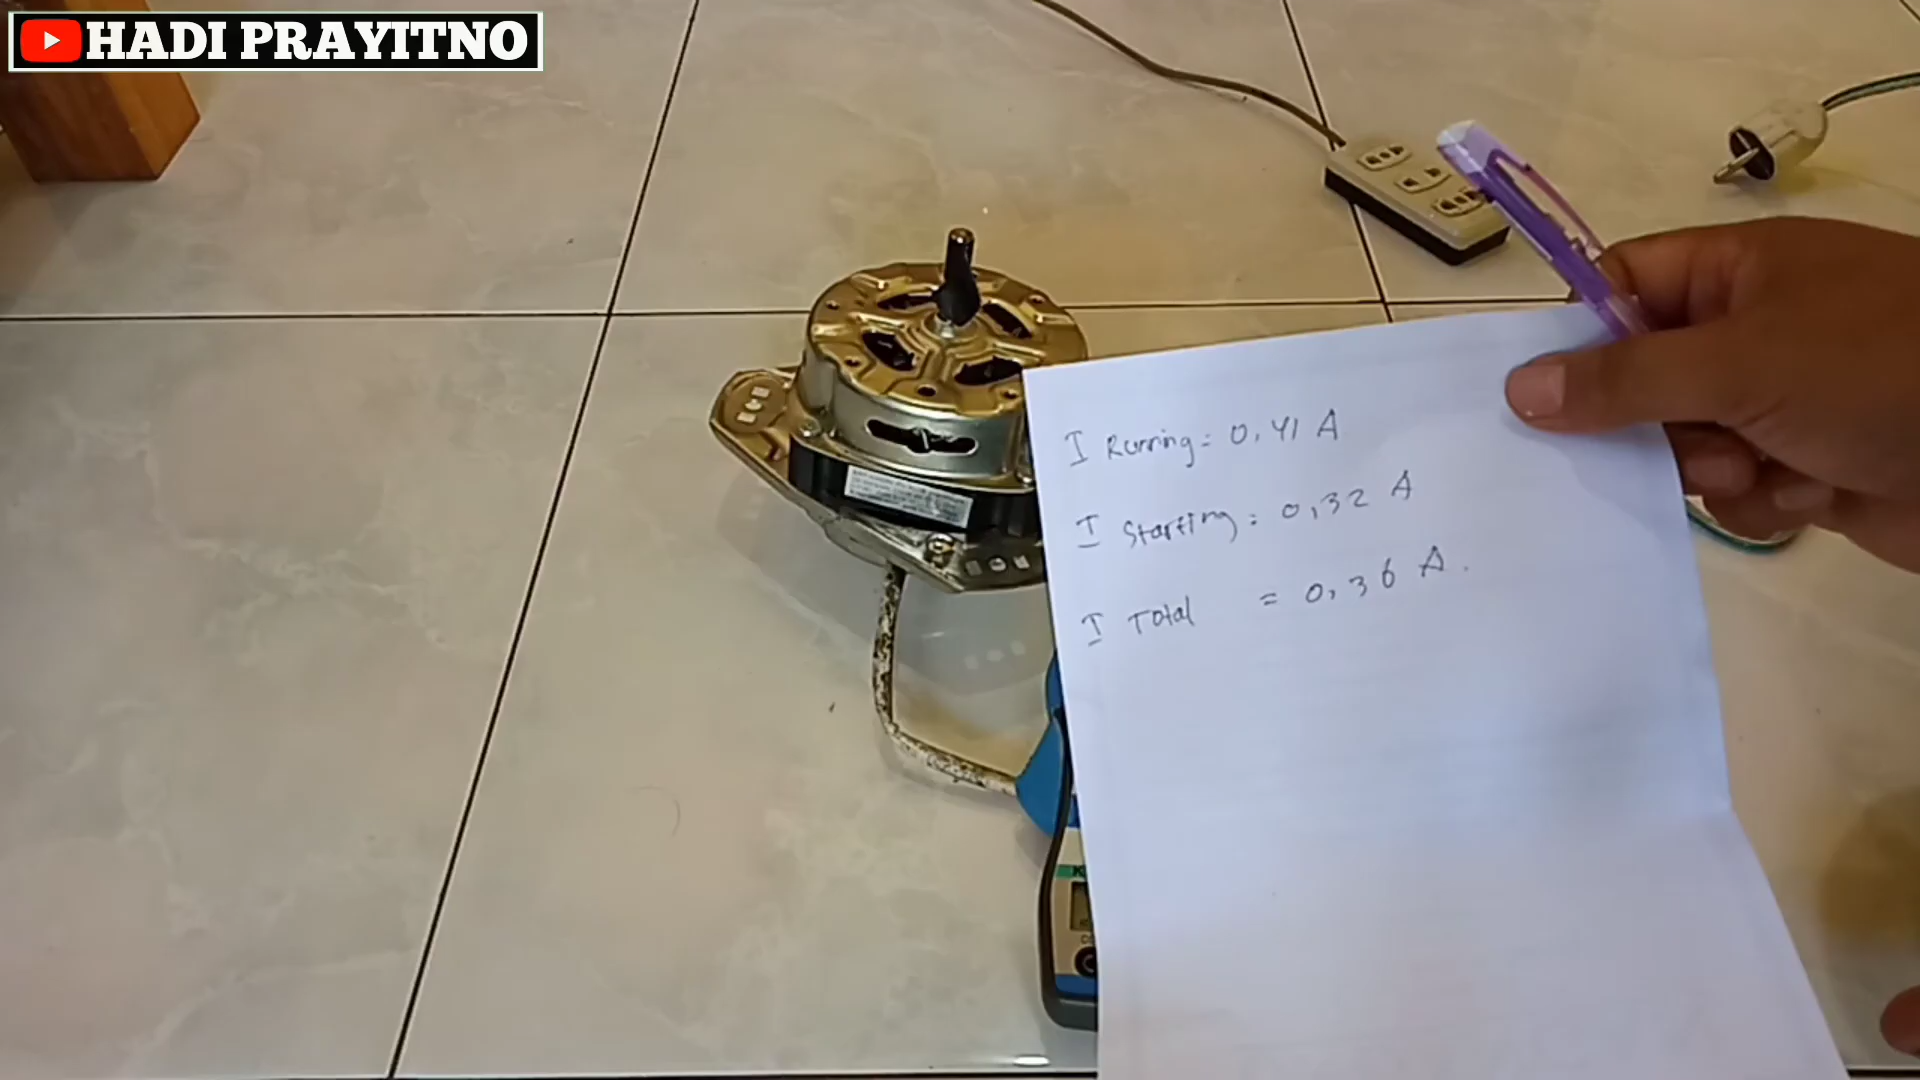 HADI PRAYITNO
I Running = 0,41 A
I Starting = 0,32 A
I Total = 0,36 A.